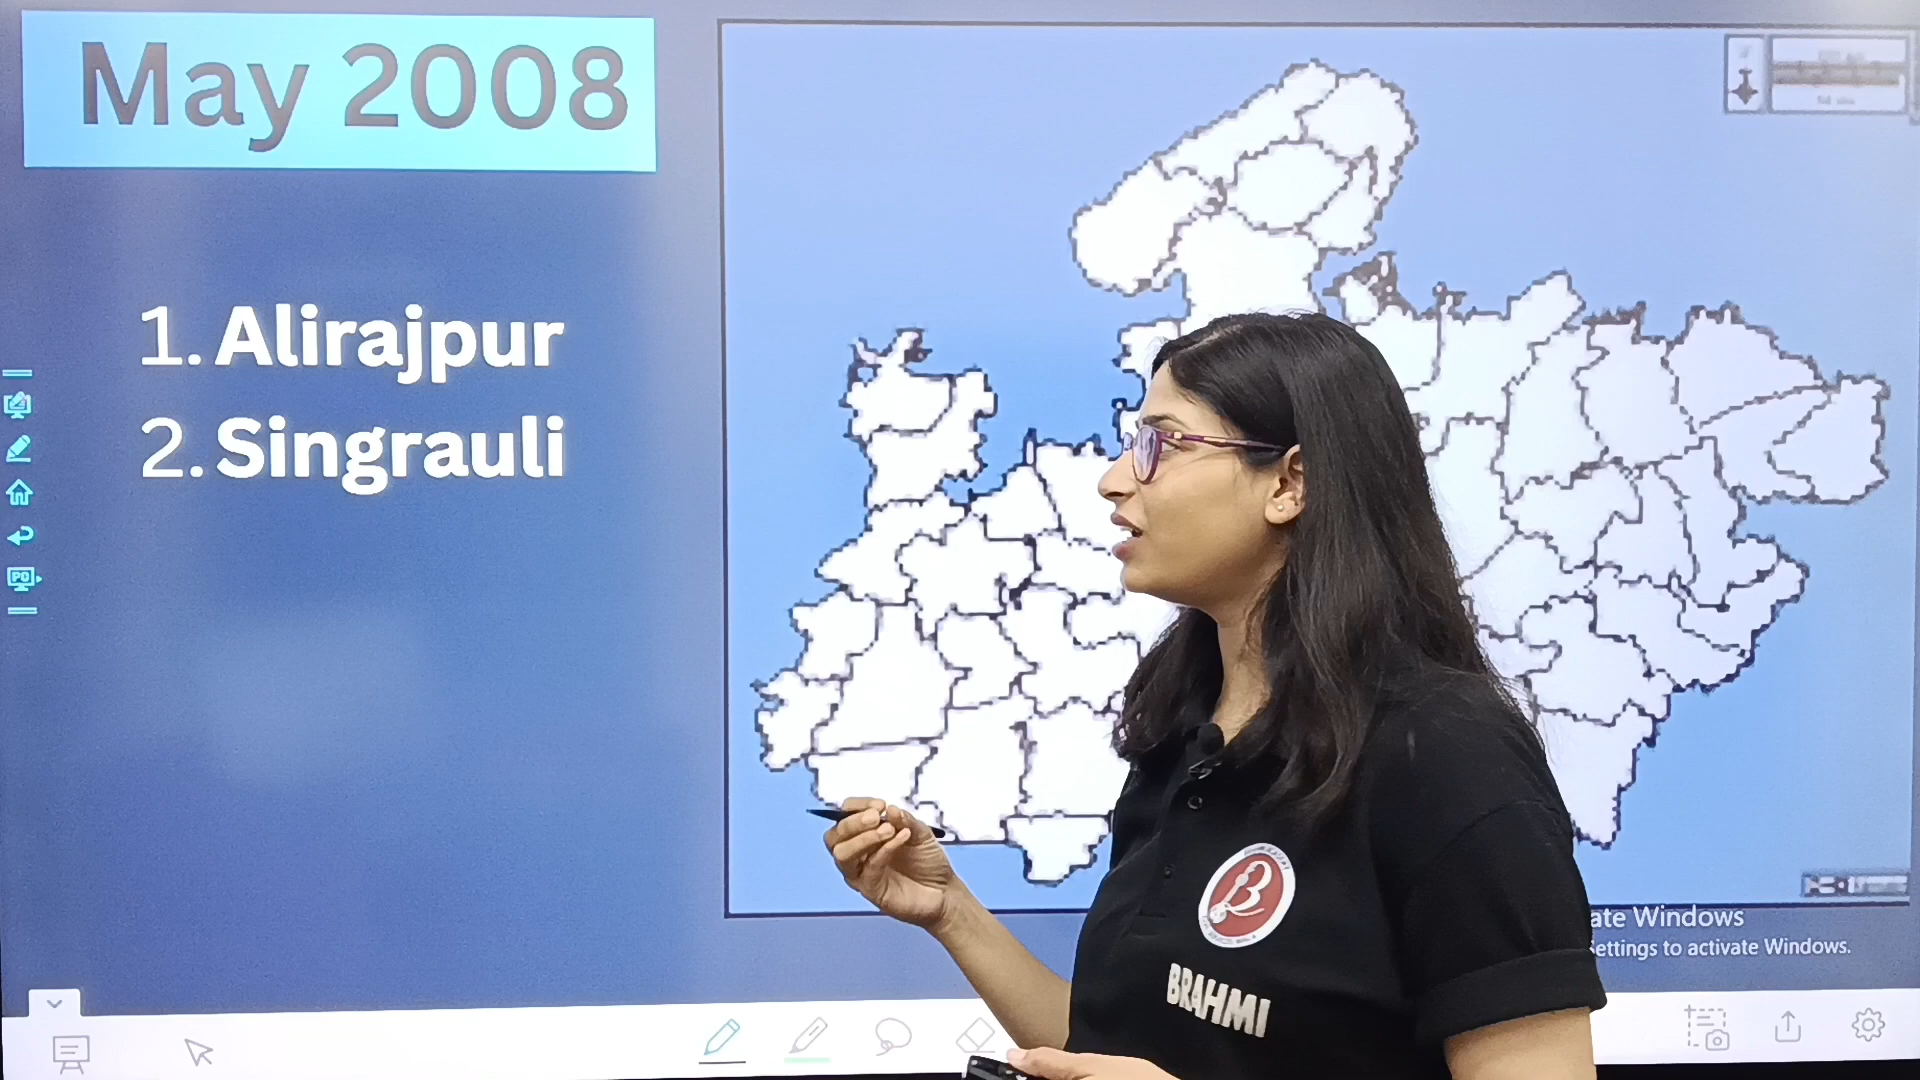 May 2008
1. Alirajpur
2. Singrauli
ate Windows
ettings to activate Windows.
BRAHMI